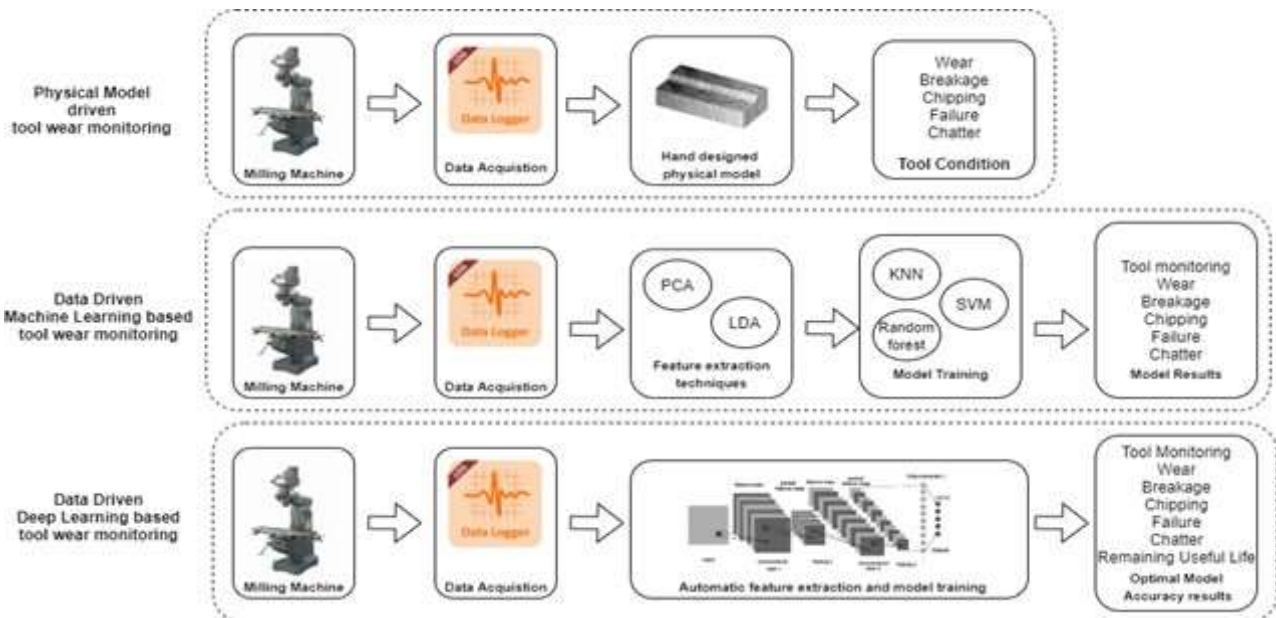 Physical Model
driven
tool wear monitoring
Milling Machine
Data Logger
Data Acquistion
Hand designed
physical model
Wear
Breakage
Chipping
Failure
Chatter
Tool Condition
Data Driven
Machine Learning based
tool wear monitoring
Milling Machine
Data Logger
Data Acquistion
PCA
LDA
Feature extraction
techniques
KNN
SVM
Random
forest
Model Training
Tool monitoring
Wear
Breakage
Chipping
Failure
Chatter
Model Results
Data Driven
Deep Learning based
tool wear monitoring
Milling Machine
Data Logger
Data Acquistion
Automatic feature extraction and model training
Tool Monitoring
Wear
Breakage
Chipping
Failure
Chatter
Remaining Useful Life
Optimal Model
Accuracy results